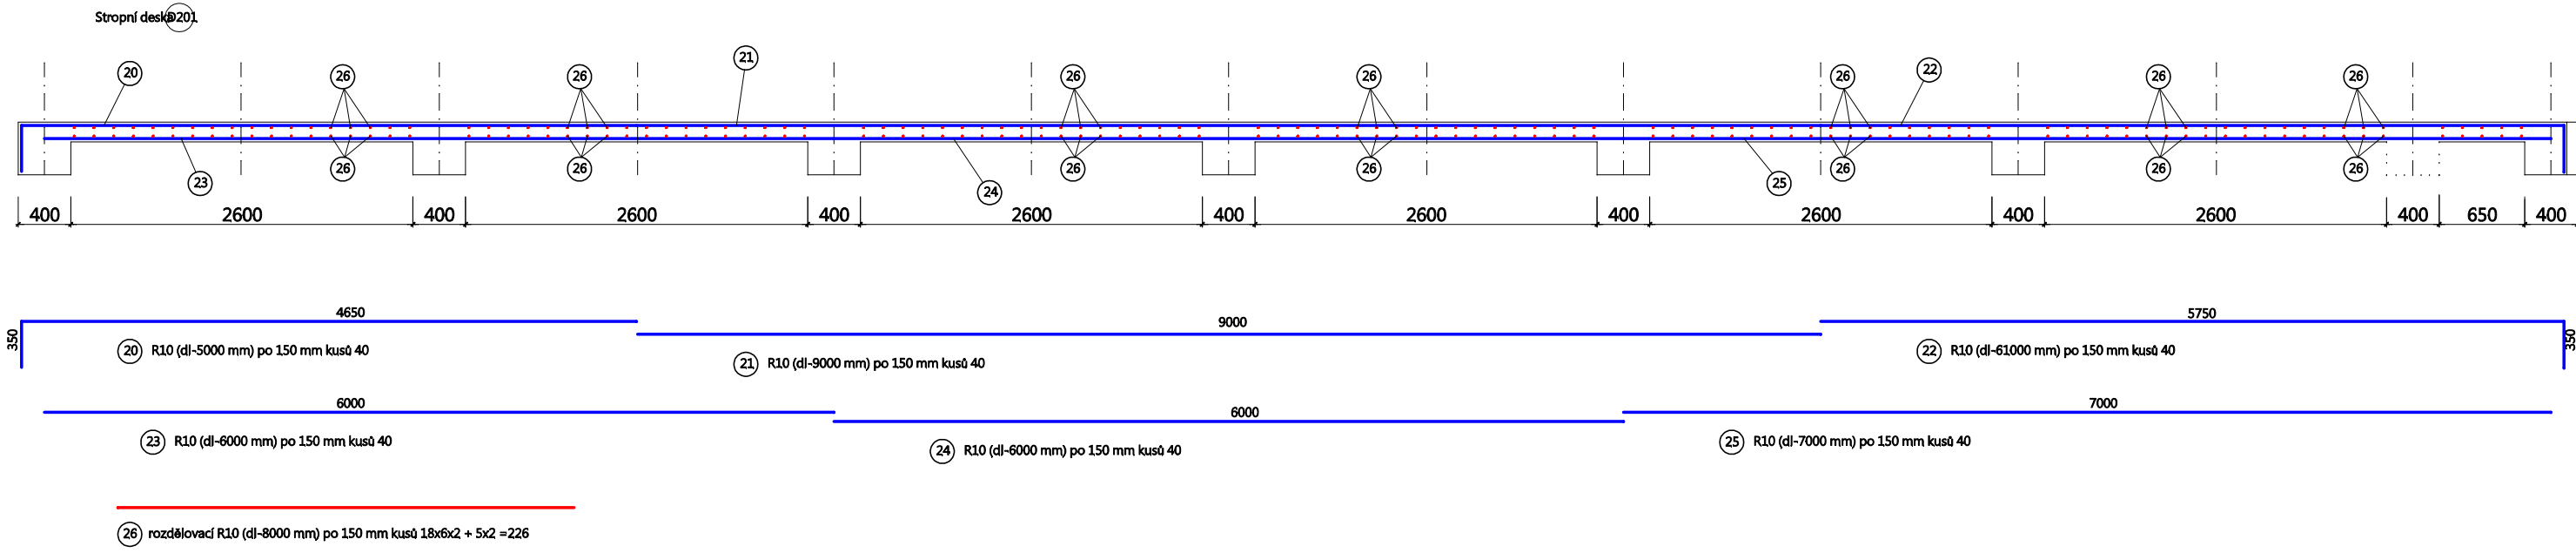 Stropní deska D201
20 26 26 21 26 26 26 22 26 26
23 26 26 24 26 26 25 26 26 26
400 2600 400 2600 400 2600 400 2600 400 2600 400 2600 400 650 400
4650
9000
5750
350
350
20 R10 (dl-5000 mm) po 150 mm kusů 40
21 R10 (dl-9000 mm) po 150 mm kusů 40
22 R10 (dl-61000 mm) po 150 mm kusů 40
6000
6000
7000
23 R10 (dl-6000 mm) po 150 mm kusů 40
24 R10 (dl-6000 mm) po 150 mm kusů 40
25 R10 (dl-7000 mm) po 150 mm kusů 40
26 rozdělovací R10 (dl-8000 mm) po 150 mm kusů 18x6x2 + 5x2 =226